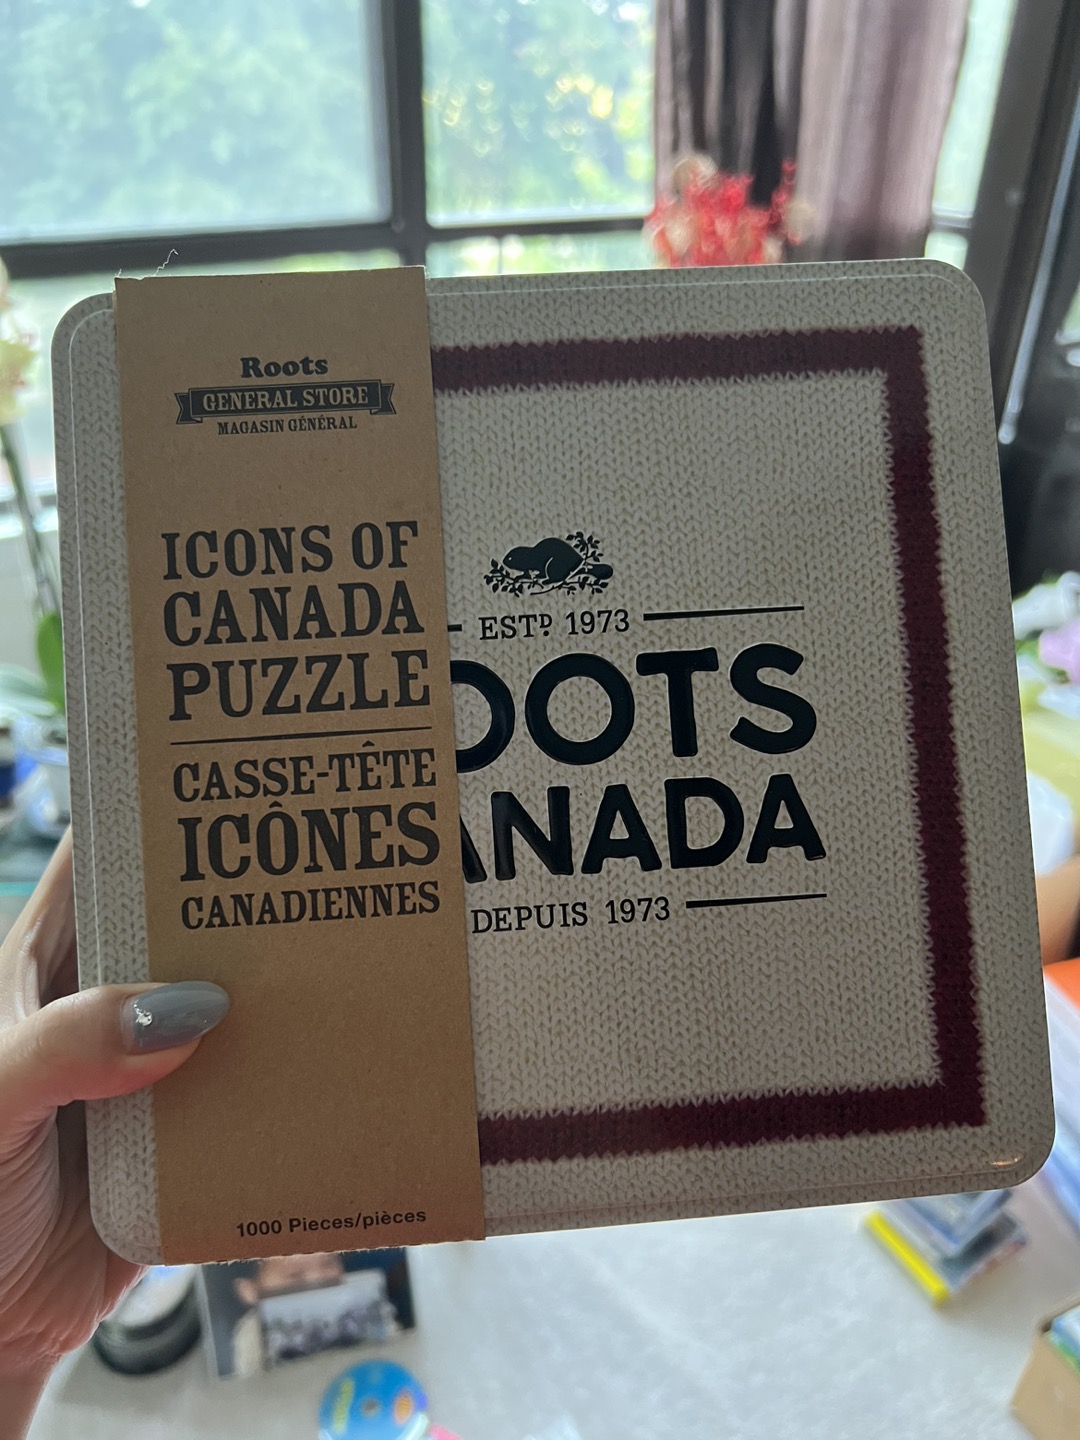 Roots
GENERAL STORE
MAGASIN GÉNÉRAL
ICONS OF
CANADA
PUZZLE
CASSE-TÊTE
ICÔNES
CANADIENNES
1000 Pieces/pièces
ESTD 1973
OOTS
ANADA
DEPUIS 1973